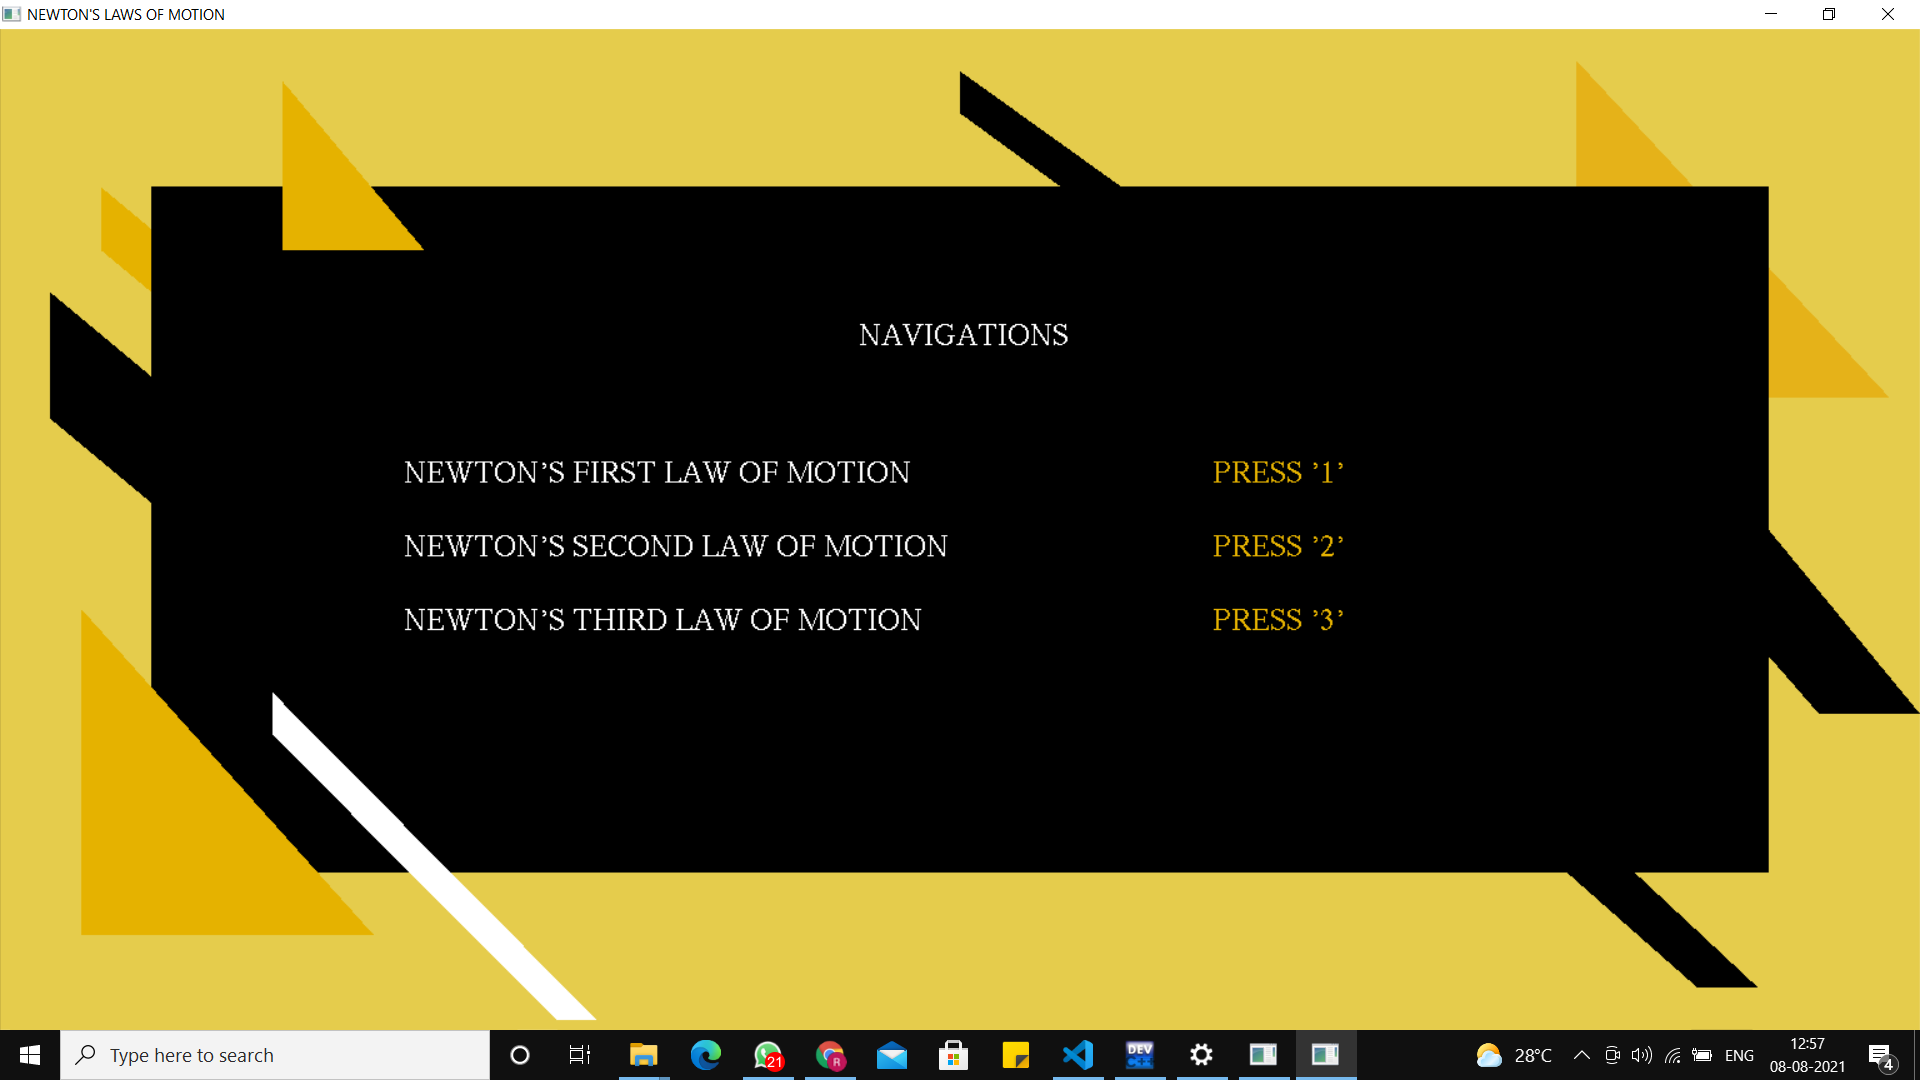 NEWTON'S LAWS OF MOTION
NAVIGATIONS
NEWTON’S FIRST LAW OF MOTION PRESS ’1’
NEWTON’S SECOND LAW OF MOTION PRESS ’2’
NEWTON’S THIRD LAW OF MOTION PRESS ’3’
Type here to search
21
R
DEV
C++
28°C
ENG
12:57
08-08-2021
4